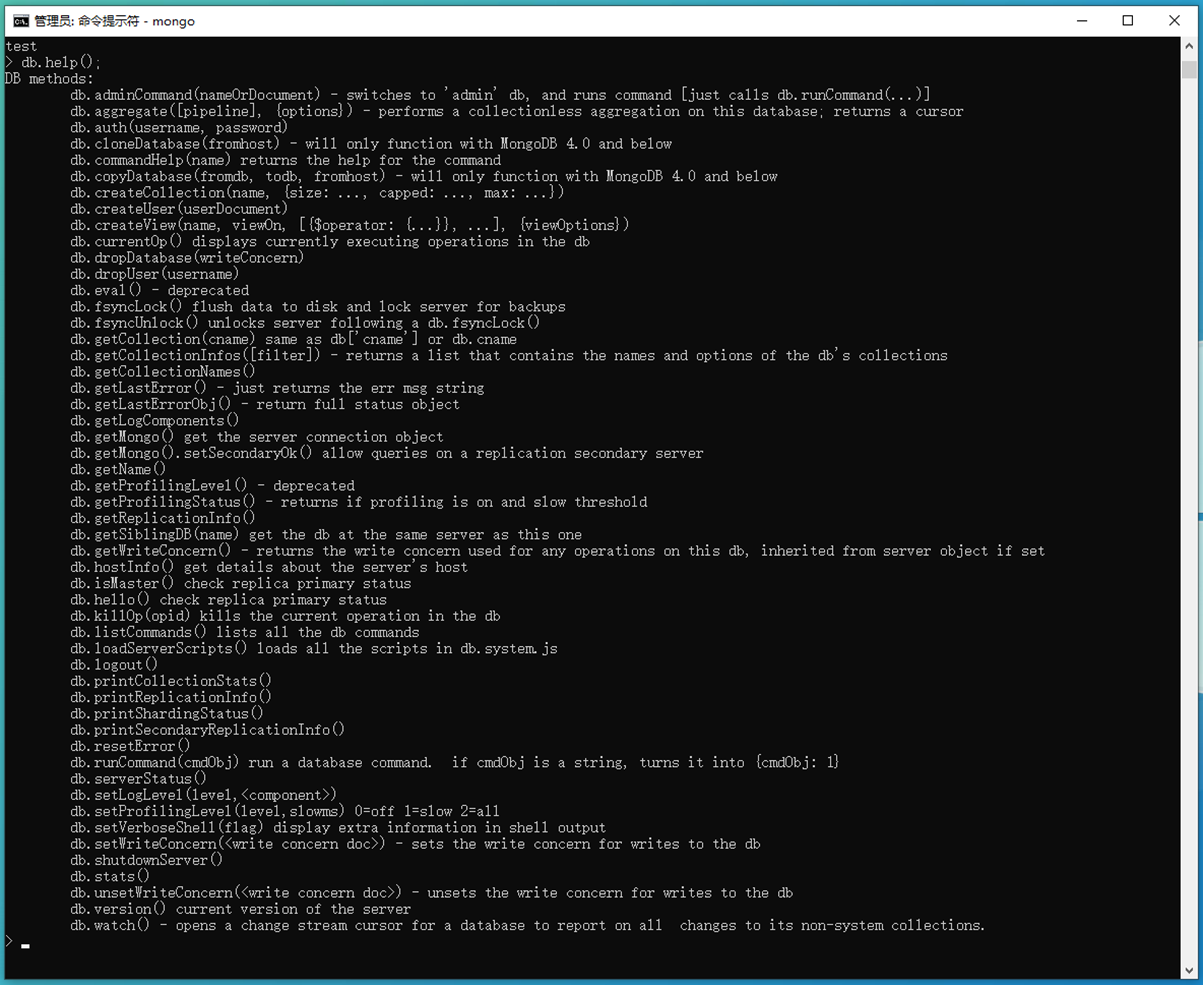 管理员: 命令提示符 - mongo
test
> db.help();
DB methods:
db.adminCommand(nameOrDocument) - switches to 'admin' db, and runs command [just calls db.runCommand(...)]
db.aggregate([pipeline], {options}) - performs a collectionless aggregation on this database; returns a cursor
db.auth(username, password)
db.cloneDatabase(fromhost) - will only function with MongoDB 4.0 and below
db.commandHelp(name) returns the help for the command
db.copyDatabase(fromdb, todb, fromhost) - will only function with MongoDB 4.0 and below
db.createCollection(name, {size: ..., capped: ..., max: ...})
db.createUser(userDocument)
db.createView(name, viewOn, [{$operator: {...}}, ...], {viewOptions})
db.currentOp() displays currently executing operations in the db
db.dropDatabase(writeConcern)
db.dropUser(username)
db.eval() - deprecated
db.fsyncLock() flush data to disk and lock server for backups
db.fsyncUnlock() unlocks server following a db.fsyncLock()
db.getCollection(cname) same as db['cname'] or db.cname
db.getCollectionInfos([filter]) - returns a list that contains the names and options of the db's collections
db.getCollectionNames()
db.getLastError() - just returns the err msg string
db.getLastErrorObj() - return full status object
db.getLogComponents()
db.getMongo() get the server connection object
db.getMongo().setSecondaryOk() allow queries on a replication secondary server
db.getName()
db.getProfilingLevel() - deprecated
db.getProfilingStatus() - returns if profiling is on and slow threshold
db.getReplicationInfo()
db.getSiblingDB(name) get the db at the same server as this one
db.getWriteConcern() - returns the write concern used for any operations on this db, inherited from server object if set
db.hostInfo() get details about the server's host
db.isMaster() check replica primary status
db.hello() check replica primary status
db.killOp(opid) kills the current operation in the db
db.listCommands() lists all the db commands
db.loadServerScripts() loads all the scripts in db.system.js
db.logout()
db.printCollectionStats()
db.printReplicationInfo()
db.printShardingStatus()
db.printSecondaryReplicationInfo()
db.resetError()
db.runCommand(cmdObj) run a database command.  if cmdObj is a string, turns it into {cmdObj: 1}
db.serverStatus()
db.setLogLevel(level,<component>)
db.setProfilingLevel(level,slowms) 0=off 1=slow 2=all
db.setVerboseShell(flag) display extra information in shell output
db.setWriteConcern(<write concern doc>) - sets the write concern for writes to the db
db.shutdownServer()
db.stats()
db.unsetWriteConcern(<write concern doc>) - unsets the write concern for writes to the db
db.version() current version of the server
db.watch() - opens a change stream cursor for a database to report on all  changes to its non-system collections.
>